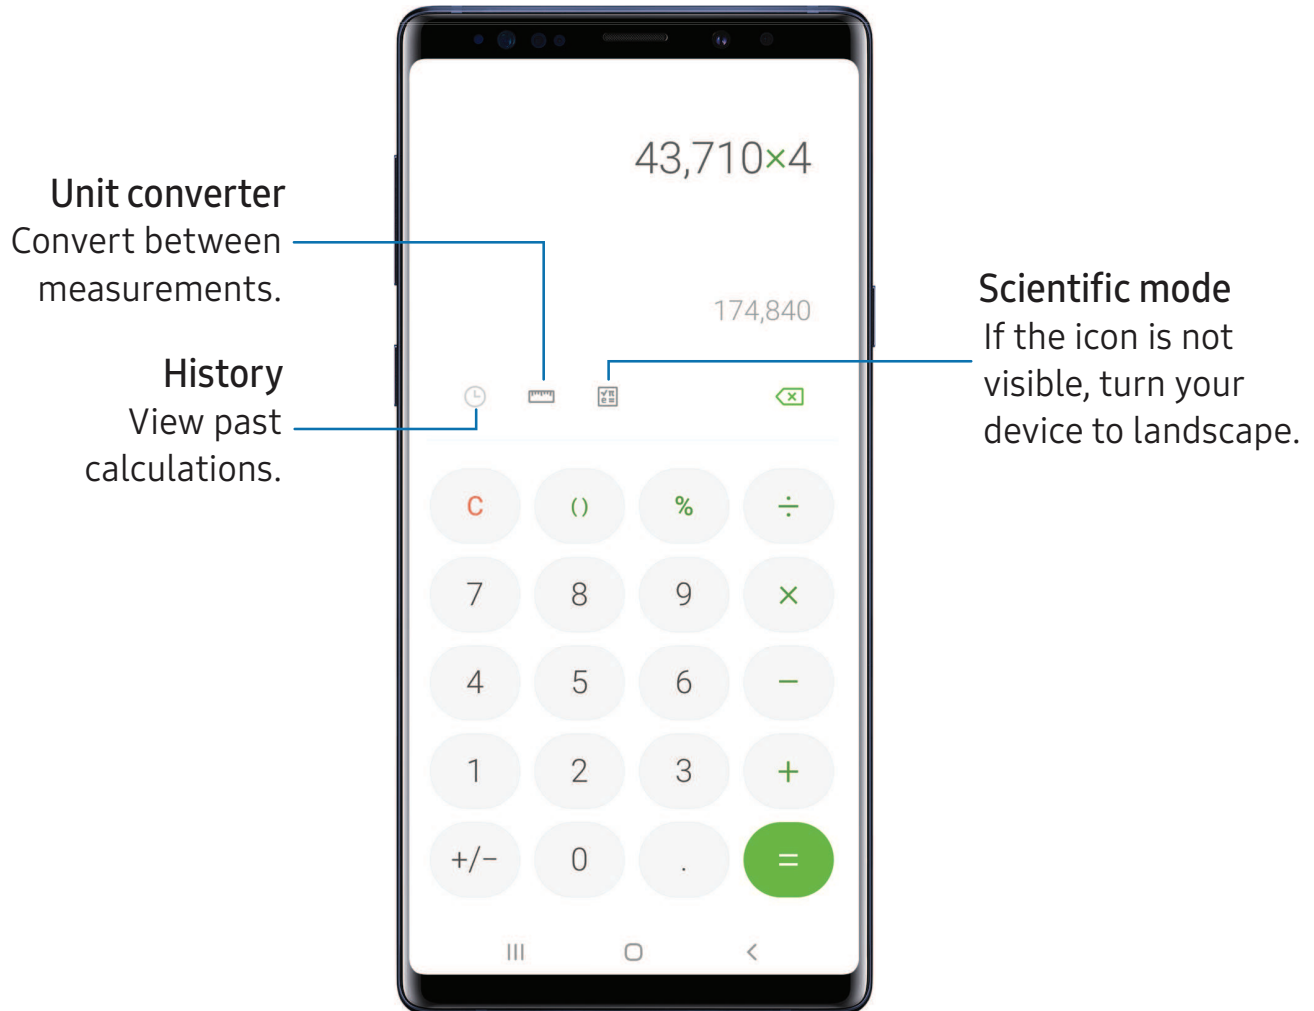 43,710×4
Unit converter
Convert between
measurements.
174,840
Scientific mode
If the icon is not
visible, turn your
device to landscape.
History
View past
calculations.
√π
e=
C () % ÷
7 8 9 ×
4 5 6 −
1 2 3 +
+/− 0 . =